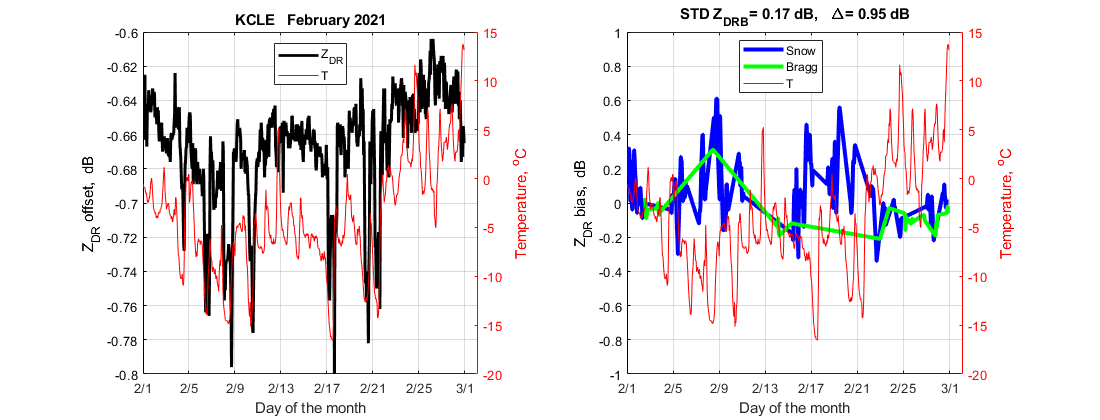 KCLE February 2021
-0.6
-0.62
-0.64
-0.66
-0.68
-0.7
-0.72
-0.74
-0.76
-0.78
-0.8
Z_DR offset, dB
Z_DR
T
15
10
5
0
-5
-10
-15
-20
Temperature, °C
2/1 2/5 2/9 2/13 2/17 2/21 2/25 3/1
Day of the month
STD Z_DRB = 0.17 dB, Δ= 0.95 dB
1
0.8
0.6
0.4
0.2
0
-0.2
-0.4
-0.6
-0.8
-1
Z_DR bias, dB
Snow
Bragg
T
15
10
5
0
-5
-10
-15
-20
Temperature, °C
2/1 2/5 2/9 2/13 2/17 2/21 2/25 3/1
Day of the month